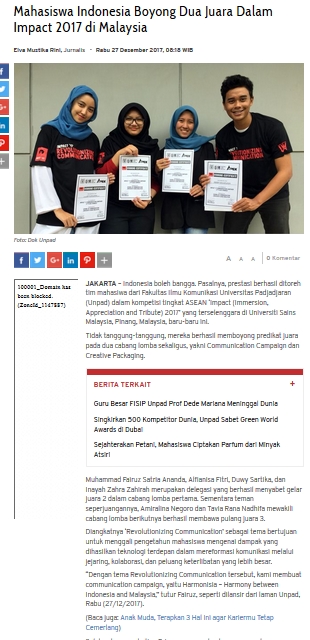 Mahasiswa Indonesia Boyong Dua Juara Dalam
Impact 2017 di Malaysia
Elva Mustika Rini, Jurnalis - Rabu 27 Desember 2017, 08:18 WIB
Foto: Dok Unpad
A A A 0 Komentar
100001_Domain has
been blocked.
(ZoneId_1147887)
JAKARTA – Indonesia boleh bangga. Pasalnya, prestasi berhasil ditoreh
tim mahasiswa dari Fakultas Ilmu Komunikasi Universitas Padjadjaran
(Unpad) dalam kompetisi tingkat ASEAN 'Impact (Immersion,
Appreciation and Tribute) 2017' yang terselenggara di Universiti Sains
Malaysia, Pinang, Malaysia, baru-baru ini.
Tidak tanggung-tanggung, mereka berhasil memboyong predikat juara
pada dua cabang lomba sekaligus, yakni Communication Campaign dan
Creative Packaging.
BERITA TERKAIT +
Guru Besar FISIP Unpad Prof Dede Mariana Meninggal Dunia
Singkirkan 500 Kompetitor Dunia, Unpad Sabet Green World
Awards di Dubai
Sejahterakan Petani, Mahasiswa Ciptakan Parfum dari Minyak
Atsiri
Muhammad Fairuz Satria Ananda, Alfianisa Fitri, Duwy Sartika, dan
Inayah Zahra Zahirah merupakan delegasi yang berhasil menyabet gelar
juara 2 dalam cabang lomba pertama. Sementara teman
seperjuangannya, Amiralina Negoro dan Tavia Rana Nadhifa mewakili
cabang lomba berikutnya berhasil membawa pulang juara 3.
Diangkatnya 'Revolutionizing Communication' sebagai tema bertujuan
untuk menggali pengetahuan mahasiswa mengenai dampak yang
dihasilkan teknologi terdepan dalam mereformasi komunikasi melalui
jejaring, kolaborasi, dan peluang keterlibatan yang lebih besar.
"Dengan tema Revolutionizing Communication tersebut, kami membuat
communication campaign, yaitu Harmonisia – Harmony between
Indonesia and Malaysia," tutur Fairuz, seperti dilansir dari laman Unpad,
Rabu (27/12/2017).
(Baca juga: Anak Muda, Terapkan 3 Hal Ini agar Kariermu Tetap
Cemerlang)